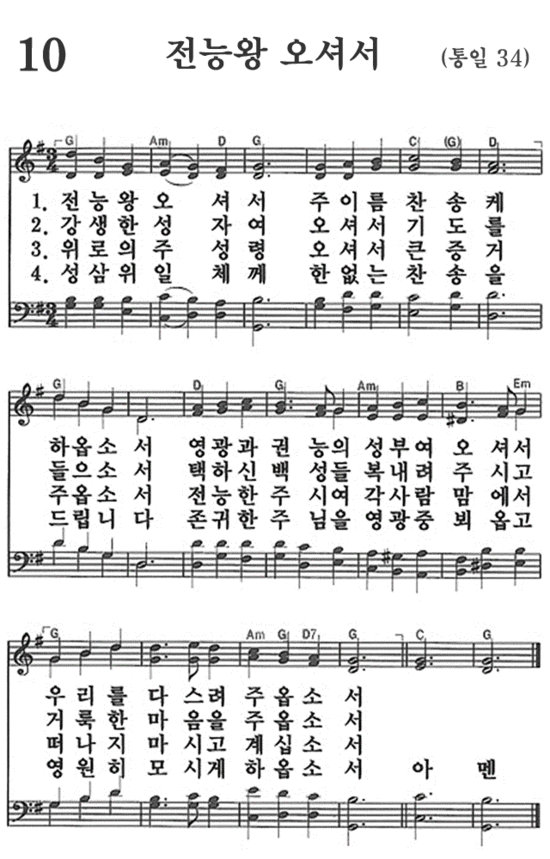 10 전능왕 오셔서 (통일 34)
G Am D G C (G) D
1. 전능왕 오 셔 서 주이름 찬 송 케
2. 강생한 성 자 여 오셔서 기 도 를
3. 위로의 주 성 령 오셔서 큰 증 거
4. 성삼위 일 체 께 한없는 찬 송 을
G D G Am B Em
하옵소 서 영광과 권 능의 성부여 오 셔서
들으소 서 택하신 백 성들 복내려 주 시고
주옵소 서 전능한 주 시여 각사람 맘 에서
드립니 다 존귀한 주 님을 영광중 뵈 옵고
G Am G D7 G C G
우리를 다 스려 주옵소 서
거룩한 마 음을 주옵소 서
떠나지 마 시고 계십소 서
영원히 모 시게 하옵소 서 아 멘